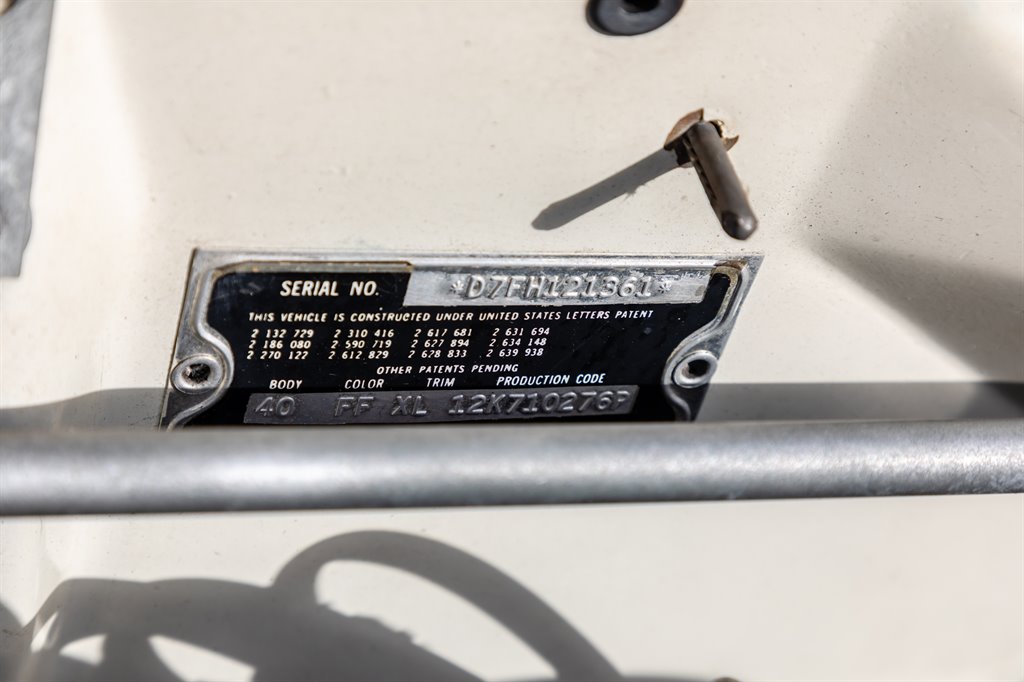 SERIAL NO. *D7FH121361*
THIS VEHICLE IS CONSTRUCTED UNDER UNITED STATES LETTERS PATENT
2 132 729 2 310 416 2 617 681 2 631 694
2 186 080 2 590 719 2 627 894 2 634 148
2 270 122 2 612 829 2 628 833 2 639 938
OTHER PATENTS PENDING
BODY COLOR TRIM PRODUCTION CODE
40 FF XL 12K710276P